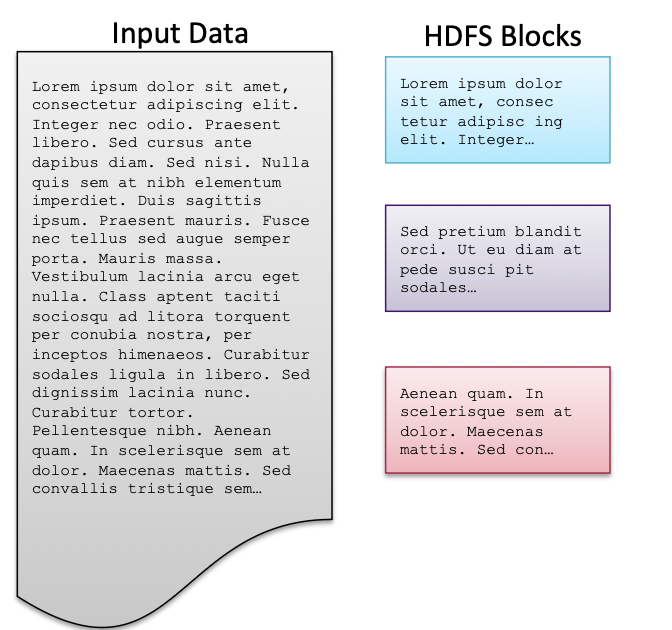 Input Data
Lorem ipsum dolor sit amet,
consectetur adipiscing elit.
Integer nec odio. Praesent
libero. Sed cursus ante
dapibus diam. Sed nisi. Nulla
quis sem at nibh elementum
imperdiet. Duis sagittis
ipsum. Praesent mauris. Fusce
nec tellus sed augue semper
porta. Mauris massa.
Vestibulum lacinia arcu eget
nulla. Class aptent taciti
sociosqu ad litora torquent
per conubia nostra, per
inceptos himenaeos. Curabitur
sodales ligula in libero. Sed
dignissim lacinia nunc.
Curabitur tortor.
Pellentesque nibh. Aenean
quam. In scelerisque sem at
dolor. Maecenas mattis. Sed
convallis tristique sem…
HDFS Blocks
Lorem ipsum dolor
sit amet, consec
tetur adipisc ing
elit. Integer…
Sed pretium blandit
orci. Ut eu diam at
pede susci pit
sodales…
Aenean quam. In
scelerisque sem at
dolor. Maecenas
mattis. Sed con…